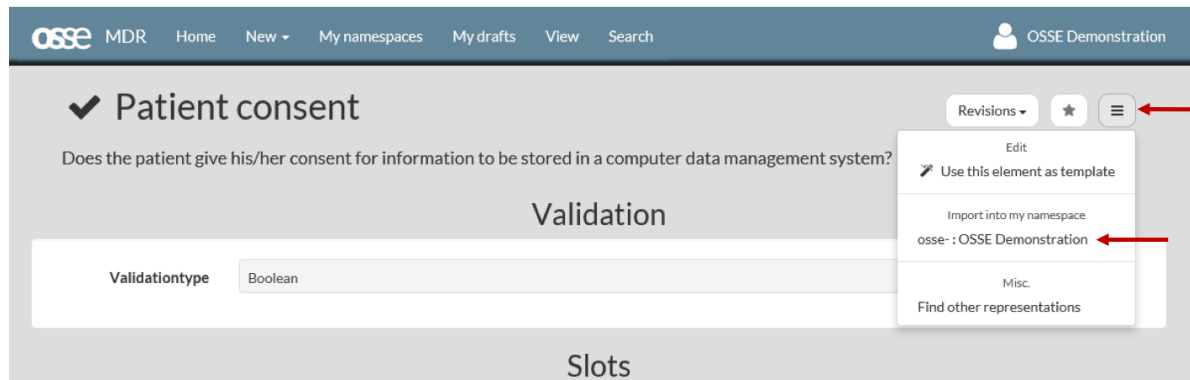 osse MDR Home New My namespaces My drafts View Search OSSE Demonstration
Patient consent
Revisions
Does the patient give his/her consent for information to be stored in a computer data management system?
Edit
Use this element as template
Validation
Import into my namespace
osse- : OSSE Demonstration
Validationtype Boolean
Misc.
Find other representations
Slots